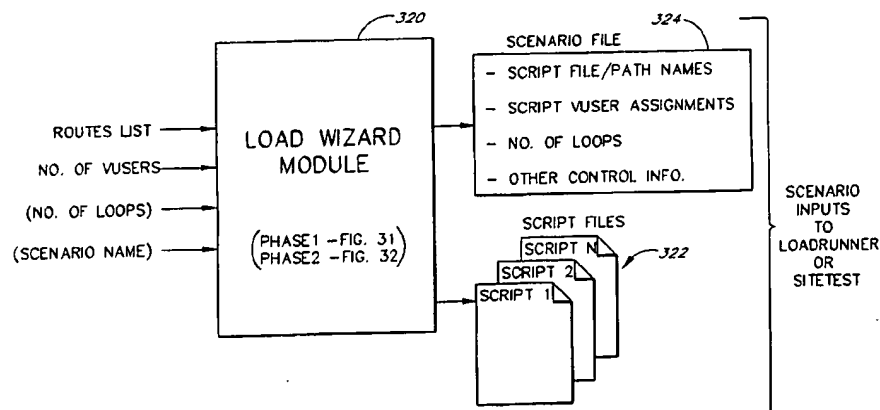 320
ROUTES LIST
NO. OF VUSERS
(NO. OF LOOPS)
(SCENARIO NAME)
LOAD WIZARD
MODULE
(PHASE1 -FIG. 31)
(PHASE2 -FIG. 32)
SCENARIO FILE
324
- SCRIPT FILE/PATH NAMES
- SCRIPT VUSER ASSIGNMENTS
- NO. OF LOOPS
- OTHER CONTROL INFO.
SCRIPT FILES
SCRIPT N
SCRIPT 2
SCRIPT 1
322
SCENARIO
INPUTS
TO
LOADRUNNER
OR
SITETEST